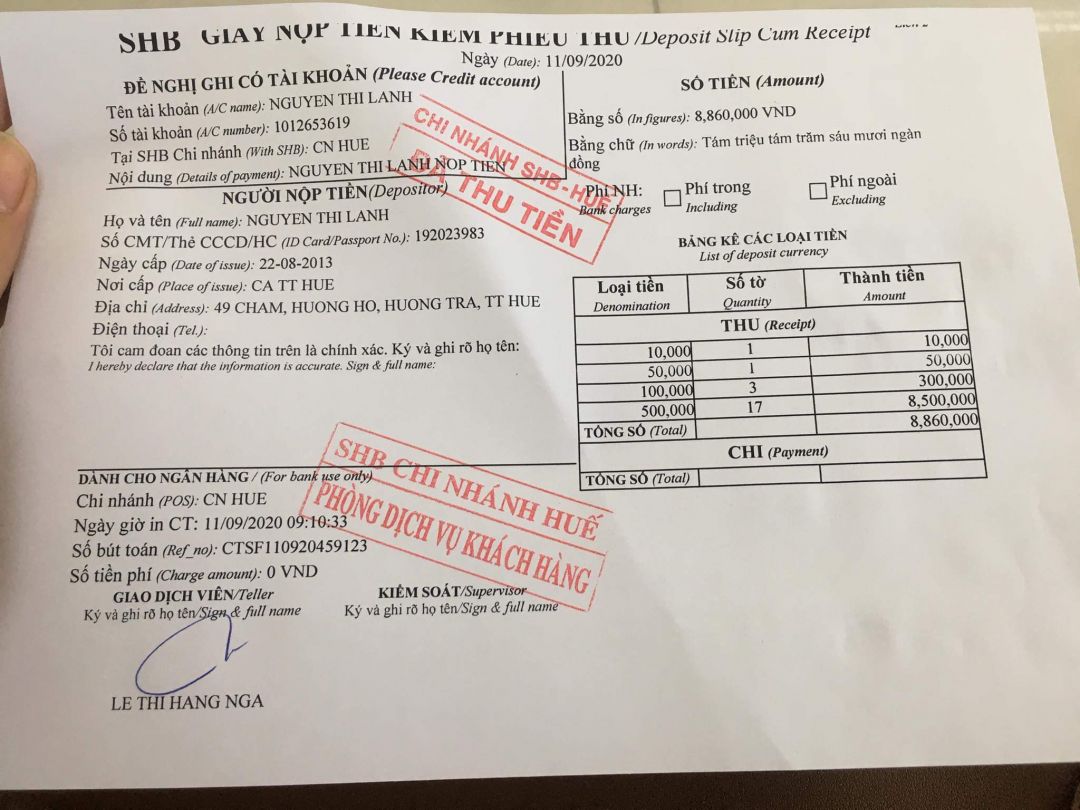 SHB GIẤY NỘP TIỀN KIÊM PHIẾU THU/Deposit Slip Cum Receipt
Ngày (Date): 11/09/2020
ĐỀ NGHỊ GHI CÓ TÀI KHOẢN (Please Credit account)
Tên tài khoản (A/C name): NGUYEN THI LANH
Số tài khoản (A/C number): 1012653619
Tại SHB Chi nhánh (With SHB): CN HUE
Nội dung (Details of payment): NGUYEN THI LANH NOP TIEN
SỐ TIỀN (Amount)
Bằng số (In figures): 8,860,000 VND
Bằng chữ (In words): Tám triệu tám trăm sáu mươi ngàn
đồng
Phí NH: Phí trong Phí ngoài
Bank charges Including Excluding
CHI NHÁNH SHB - HUẾ
ĐÃ THU TIỀN
NGƯỜI NỘP TIỀN(Depositor)
Họ và tên (Full name): NGUYEN THI LANH
Số CMT/Thẻ CCCD/HC (ID Card/Passport No.): 192023983
Ngày cấp (Date of issue): 22-08-2013
Nơi cấp (Place of issue): CA TT HUE
Địa chỉ (Address): 49 CHAM, HUONG HO, HUONG TRA, TT HUE
Điện thoại (Tel.):
Tôi cam đoan các thông tin trên là chính xác. Ký và ghi rõ họ tên:
I hereby declare that the information is accurate. Sign & full name:
BẢNG KÊ CÁC LOẠI TIỀN
List of deposit currency
Loại tiền Số tờ Thành tiền
Denomination Quantity Amount
THU (Receipt)
10,000 1 10,000
50,000 1 50,000
100,000 3 300,000
500,000 17 8,500,000
TỔNG SỐ (Total) 8,860,000
CHI (Payment)
TỔNG SỐ (Total)
SHB CHI NHÁNH HUẾ
PHÒNG DỊCH VỤ KHÁCH HÀNG
DÀNH CHO NGÂN HÀNG / (For bank use only)
Chi nhánh (POS): CN HUE
Ngày giờ in CT: 11/09/2020 09:10:33
Số bút toán (Ref_no): CTSF110920459123
Số tiền phí (Charge amount): 0 VND
GIAO DỊCH VIÊN/Teller KIỂM SOÁT/Supervisor
Ký và ghi rõ họ tên/Sign & full name Ký và ghi rõ họ tên/Sign & full name
LE THI HANG NGA